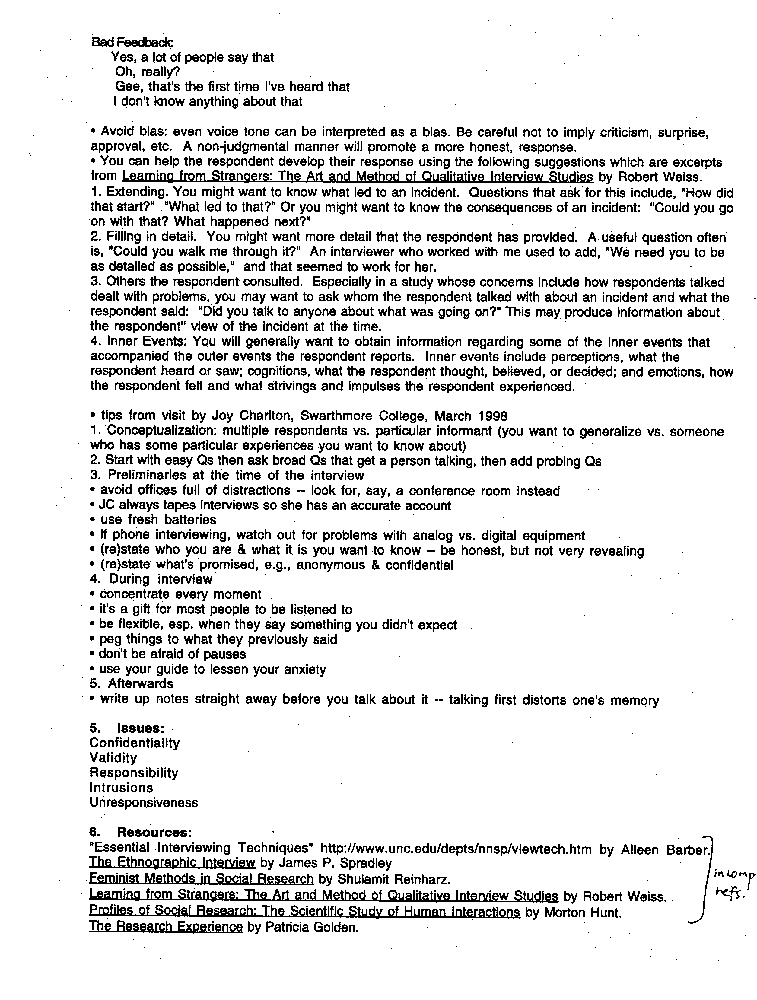 Bad Feedback:
Yes, a lot of people say that
Oh, really?
Gee, that's the first time I've heard that
I don't know anything about that
• Avoid bias: even voice tone can be interpreted as a bias. Be careful not to imply criticism, surprise,
approval, etc. A non-judgmental manner will promote a more honest, response.
• You can help the respondent develop their response using the following suggestions which are excerpts
from Learning from Strangers: The Art and Method of Qualitative Interview Studies by Robert Weiss.
1. Extending. You might want to know what led to an incident. Questions that ask for this include, "How did
that start?" "What led to that?" Or you might want to know the consequences of an incident: "Could you go
on with that? What happened next?"
2. Filling in detail. You might want more detail that the respondent has provided. A useful question often
is, "Could you walk me through it?" An interviewer who worked with me used to add, "We need you to be
as detailed as possible," and that seemed to work for her.
3. Others the respondent consulted. Especially in a study whose concerns include how respondents talked
dealt with problems, you may want to ask whom the respondent talked with about an incident and what the
respondent said: "Did you talk to anyone about what was going on?" This may produce information about
the respondent" view of the incident at the time.
4. Inner Events: You will generally want to obtain information regarding some of the inner events that
accompanied the outer events the respondent reports. Inner events include perceptions, what the
respondent heard or saw; cognitions, what the respondent thought, believed, or decided; and emotions, how
the respondent felt and what strivings and impulses the respondent experienced.
• tips from visit by Joy Charlton, Swarthmore College, March 1998
1. Conceptualization: multiple respondents vs. particular informant (you want to generalize vs. someone
who has some particular experiences you want to know about)
2. Start with easy Qs then ask broad Qs that get a person talking, then add probing Qs
3. Preliminaries at the time of the interview
• avoid offices full of distractions -- look for, say, a conference room instead
• JC always tapes interviews so she has an accurate account
• use fresh batteries
• if phone interviewing, watch out for problems with analog vs. digital equipment
• (re)state who you are & what it is you want to know -- be honest, but not very revealing
• (re)state what's promised, e.g., anonymous & confidential
4. During interview
• concentrate every moment
• it's a gift for most people to be listened to
• be flexible, esp. when they say something you didn't expect
• peg things to what they previously said
• don't be afraid of pauses
• use your guide to lessen your anxiety
5. Afterwards
• write up notes straight away before you talk about it -- talking first distorts one's memory
5. Issues:
Confidentiality
Validity
Responsibility
Intrusions
Unresponsiveness
6. Resources:
"Essential Interviewing Techniques" http://www.unc.edu/depts/nnsp/viewtech.htm by Alleen Barber.
The Ethnographic Interview by James P. Spradley
Feminist Methods in Social Research by Shulamit Reinharz.
Learning from Strangers: The Art and Method of Qualitative Interview Studies by Robert Weiss.
Profiles of Social Research: The Scientific Study of Human Interactions by Morton Hunt.
The Research Experience by Patricia Golden.
incomp
refs.